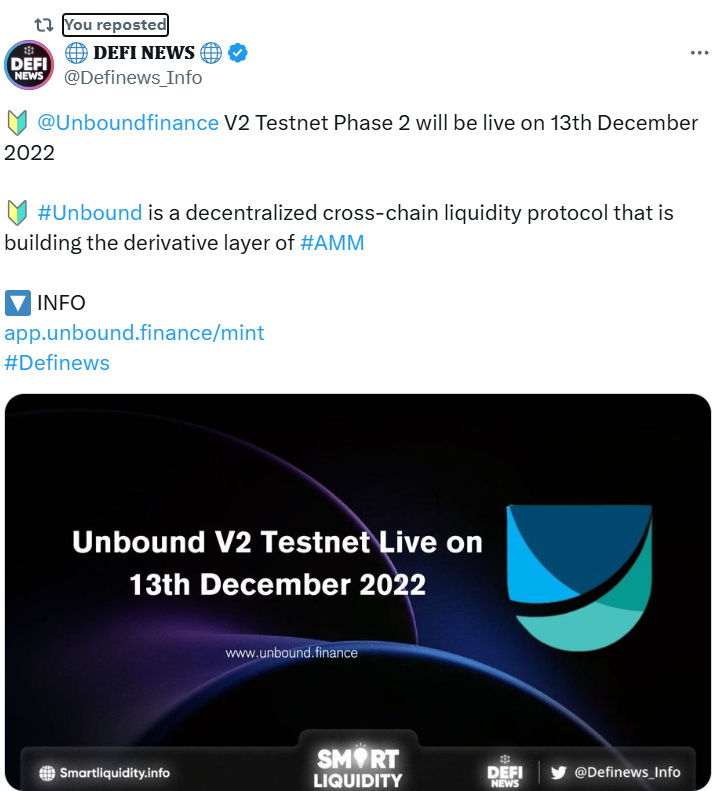 You reposted
DEFI NEWS
@Definews_Info
@Unboundfinance V2 Testnet Phase 2 will be live on 13th December
2022
#Unbound is a decentralized cross-chain liquidity protocol that is
building the derivative layer of #AMM
INFO
app.unbound.finance/mint
#Definews
Unbound V2 Testnet Live on
13th December 2022
www.unbound.finance
Smartliquidity.info
SMART
LIQUIDITY
DEFI
NEWS
@Definews_Info
DEFI
NEWS